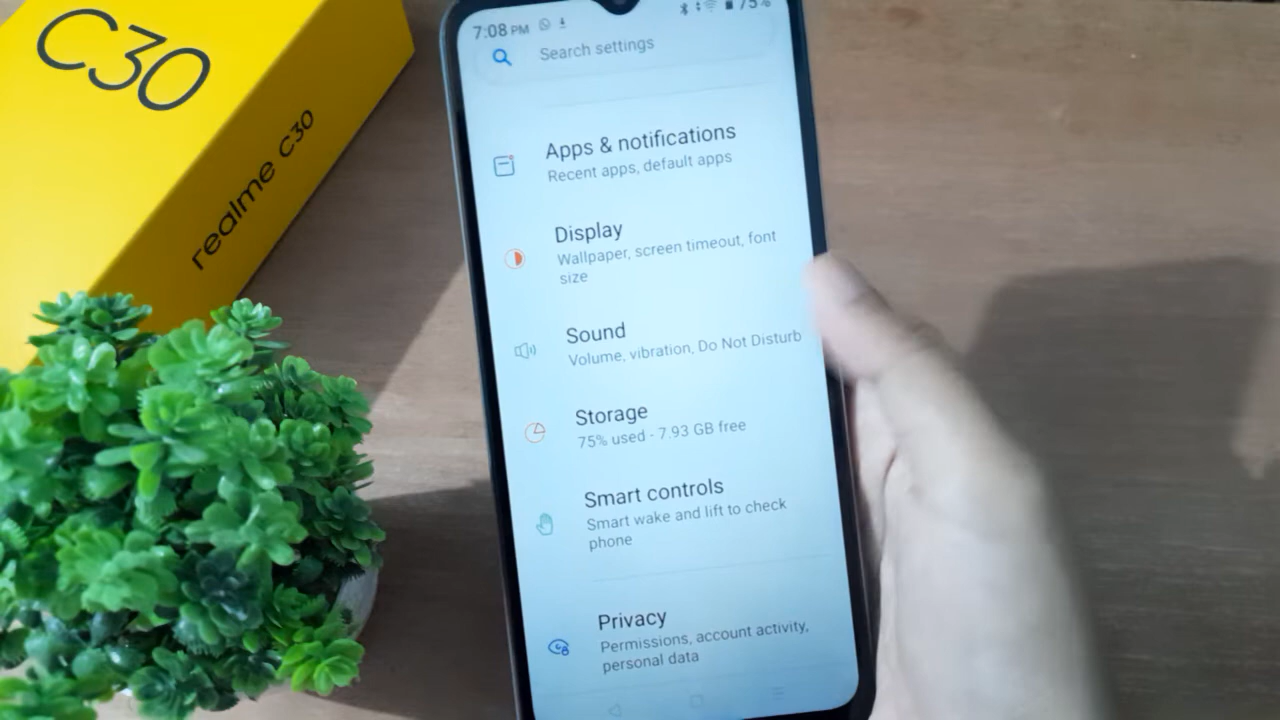 C30
realme C30
7:08 PM
75%
Search settings
Apps & notifications
Recent apps, default apps
Display
Wallpaper, screen timeout, font
size
Sound
Volume, vibration, Do Not Disturb
Storage
75% used - 7.93 GB free
Smart controls
Smart wake and lift to check
phone
Privacy
Permissions, account activity,
personal data